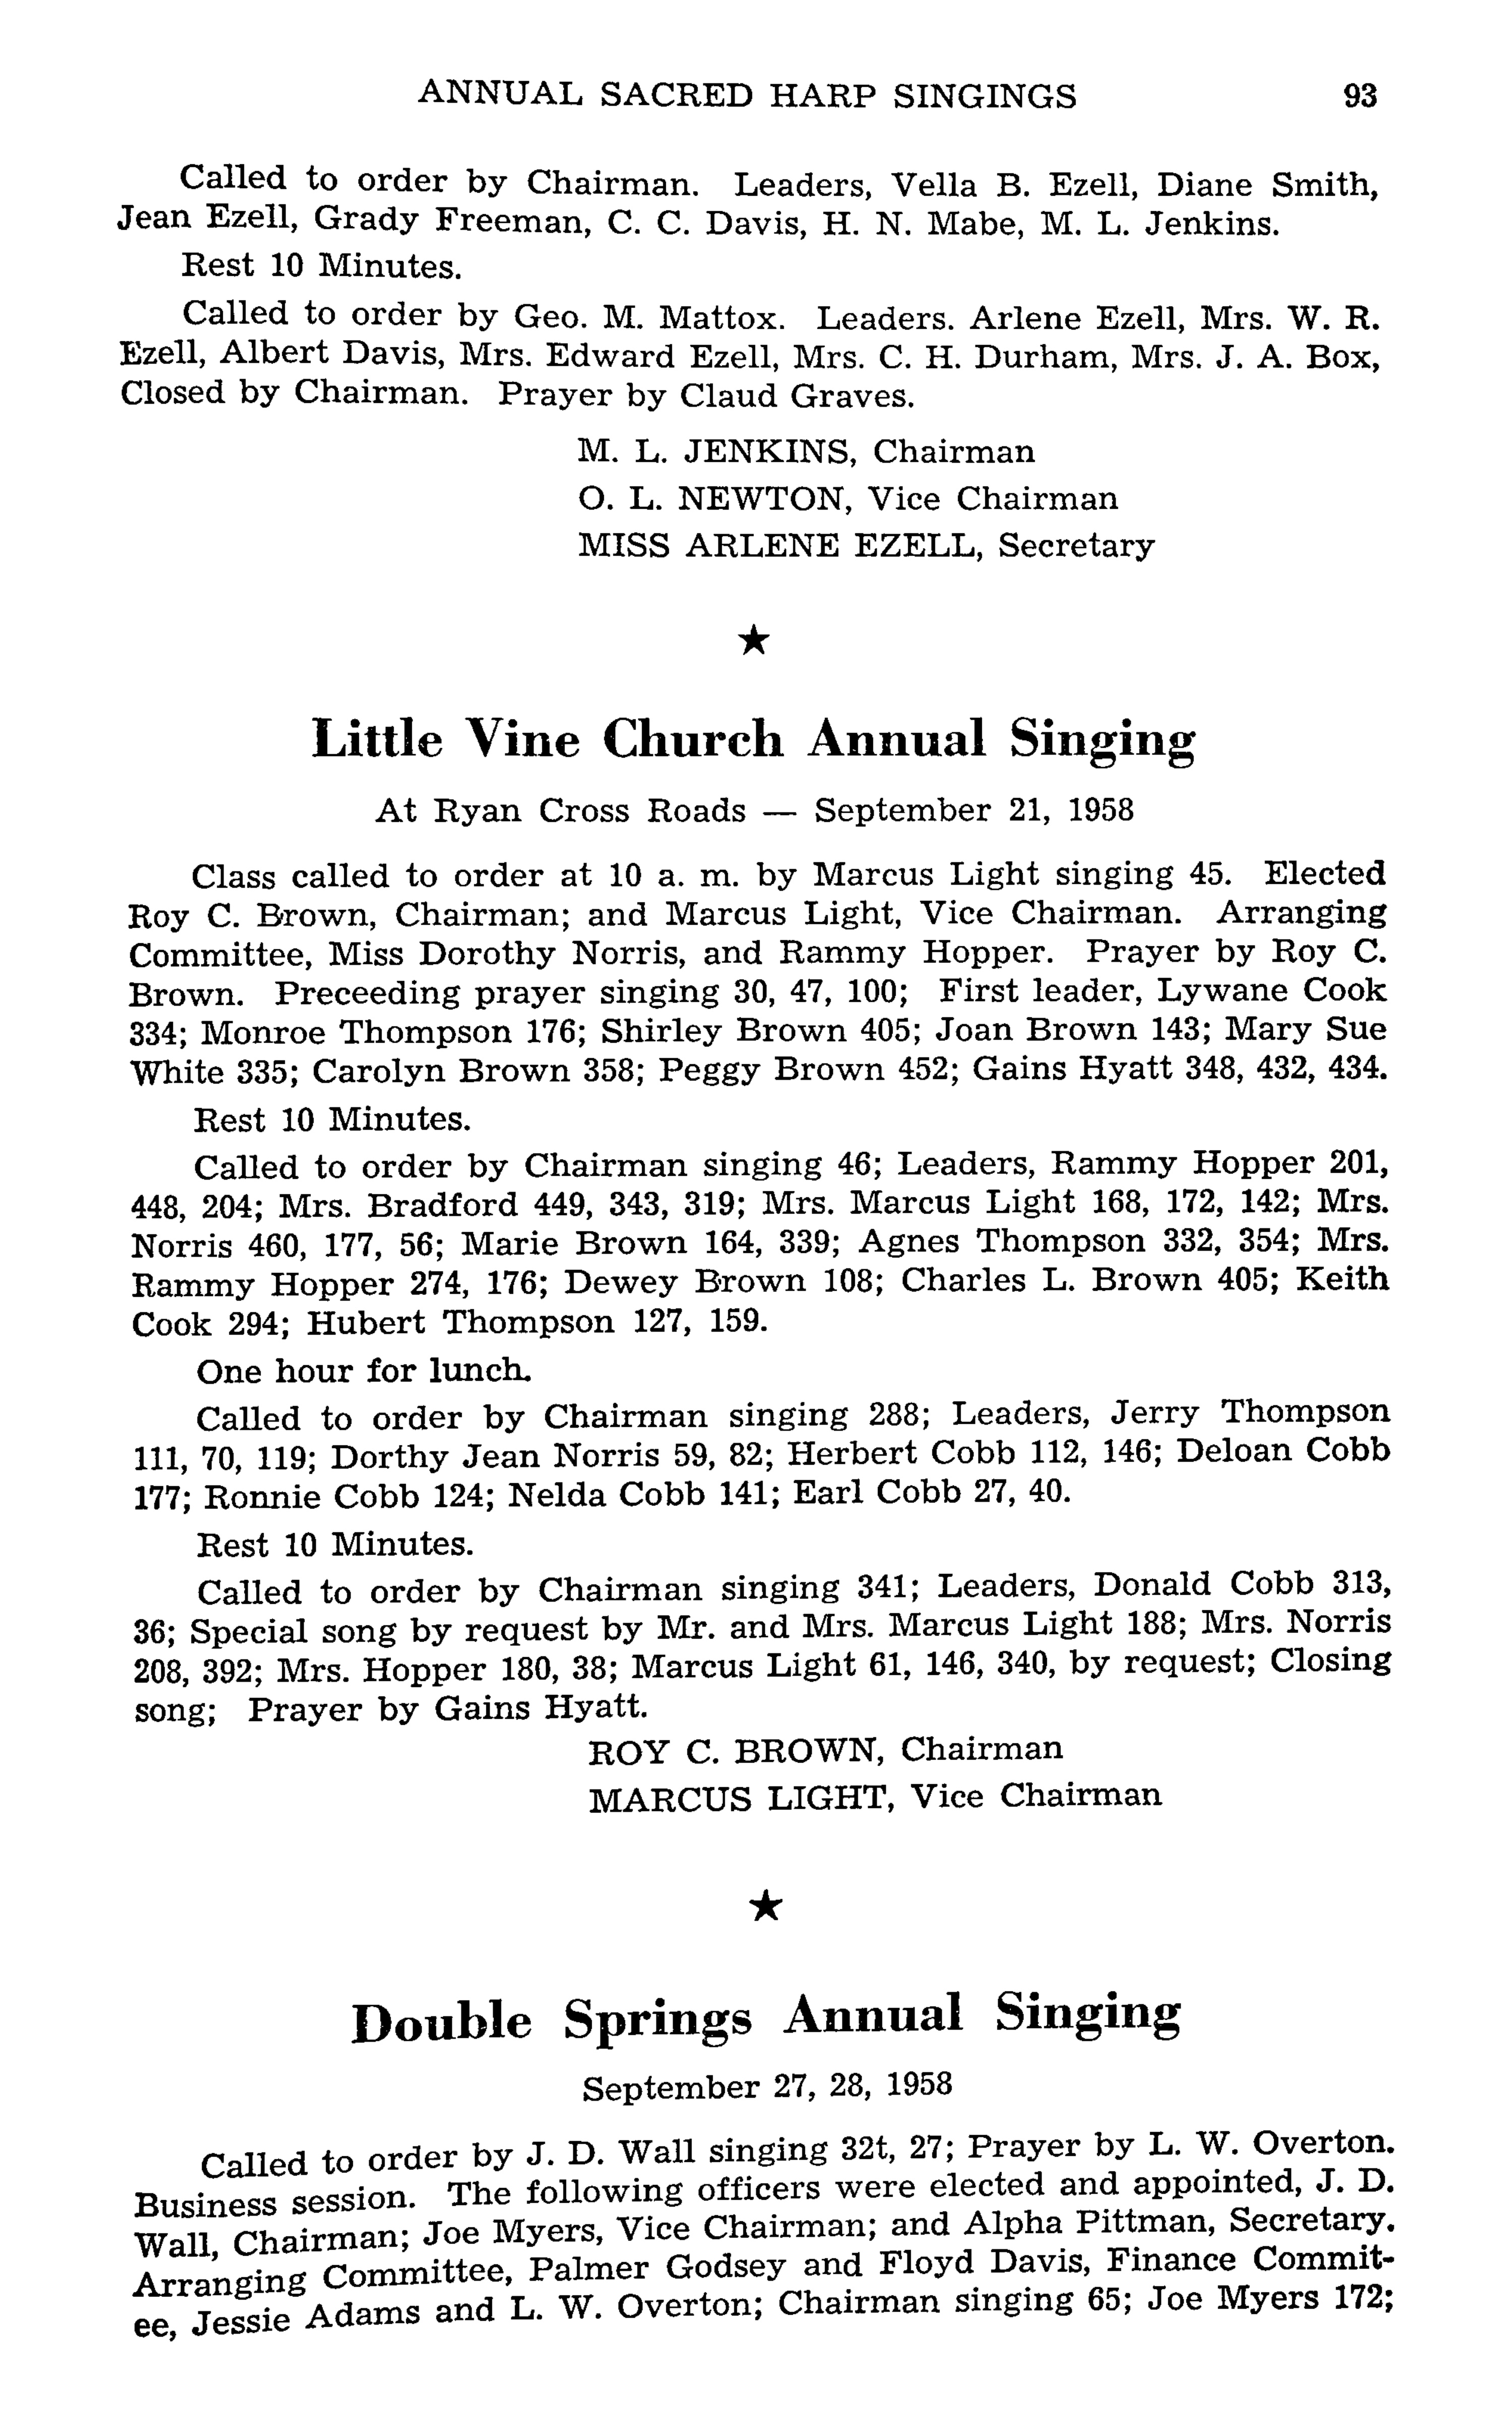 ANNUAL SACRED HARP SINGINGS 93
Called to order by Chairman. Leaders, Vella B. Ezell, Diane Smith,
Jean Ezell, Grady Freeman, C. C. Davis, H. N. Mabe, M. L. Jenkins.
Rest 10 Minutes.
Called to order by Geo. M. Mattox. Leaders. Arlene Ezell, Mrs. W. R.
Ezell, Albert Davis, Mrs. Edward Ezell, Mrs. C. H. Durham, Mrs. J. A. Box,
Closed by Chairman. Prayer by Claud Graves.
M. L. JENKINS, Chairman
O. L. NEWTON, Vice Chairman
MISS ARLENE EZELL, Secretary
★
Little Vine Church Annual Singing
At Ryan Cross Roads — September 21, 1958
Class called to order at 10 a. m. by Marcus Light singing 45. Elected
Roy C. Brown, Chairman; and Marcus Light, Vice Chairman. Arranging
Committee, Miss Dorothy Norris, and Rammy Hopper. Prayer by Roy C.
Brown. Preceeding prayer singing 30, 47, 100; First leader, Lywane Cook
334; Monroe Thompson 176; Shirley Brown 405; Joan Brown 143; Mary Sue
White 335; Carolyn Brown 358; Peggy Brown 452; Gains Hyatt 348, 432, 434.
Rest 10 Minutes.
Called to order by Chairman singing 46; Leaders, Rammy Hopper 201,
448, 204; Mrs. Bradford 449, 343, 319; Mrs. Marcus Light 168, 172, 142; Mrs.
Norris 460, 177, 56; Marie Brown 164, 339; Agnes Thompson 332, 354; Mrs.
Rammy Hopper 274, 176; Dewey Brown 108; Charles L. Brown 405; Keith
Cook 294; Hubert Thompson 127, 159.
One hour for lunch.
Called to order by Chairman singing 288; Leaders, Jerry Thompson
111, 70, 119; Dorthy Jean Norris 59, 82; Herbert Cobb 112, 146; Deloan Cobb
177; Ronnie Cobb 124; Nelda Cobb 141; Earl Cobb 27, 40.
Rest 10 Minutes.
Called to order by Chairman singing 341; Leaders, Donald Cobb 313,
36; Special song by request by Mr. and Mrs. Marcus Light 188; Mrs. Norris
208, 392; Mrs. Hopper 180, 38; Marcus Light 61, 146, 340, by request; Closing
song; Prayer by Gains Hyatt.
ROY C. BROWN, Chairman
MARCUS LIGHT, Vice Chairman
★
Double Springs Annual Singing
September 27, 28, 1958
Called to order by J. D. Wall singing 32t, 27; Prayer by L. W. Overton.
Business session. The following officers were elected and appointed, J. D.
Wall, Chairman; Joe Myers, Vice Chairman; and Alpha Pittman, Secretary.
Arranging Committee, Palmer Godsey and Floyd Davis, Finance Commit-
ee, Jessie Adams and L. W. Overton; Chairman singing 65; Joe Myers 172;